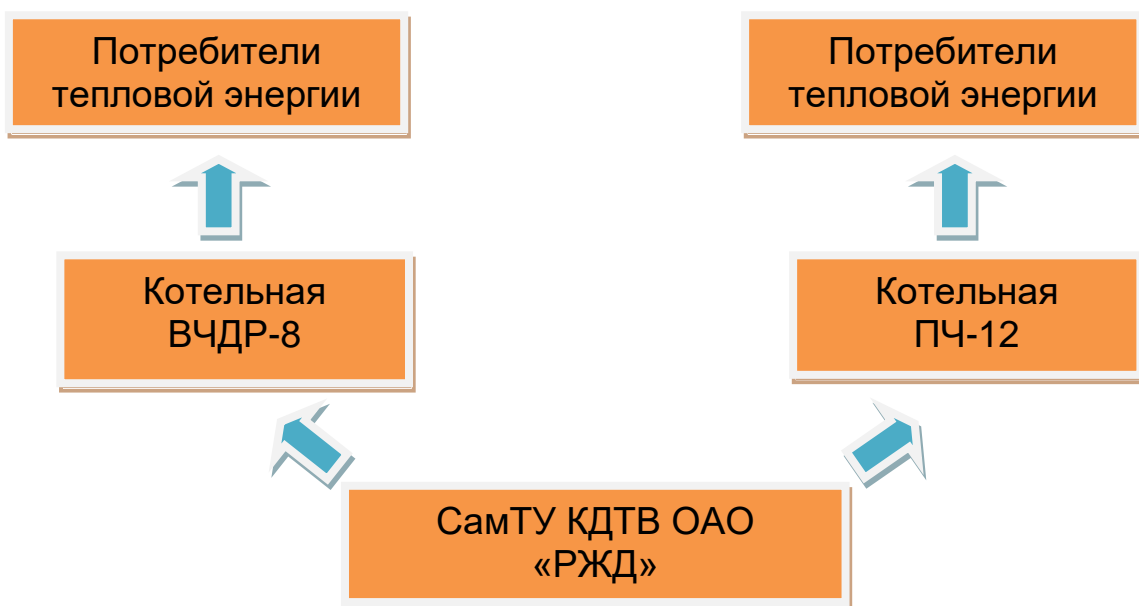 Потребители
тепловой энергии
Потребители
тепловой энергии
Котельная
ВЧДР-8
Котельная
ПЧ-12
СамТУ КДТВ ОАО
«РЖД»